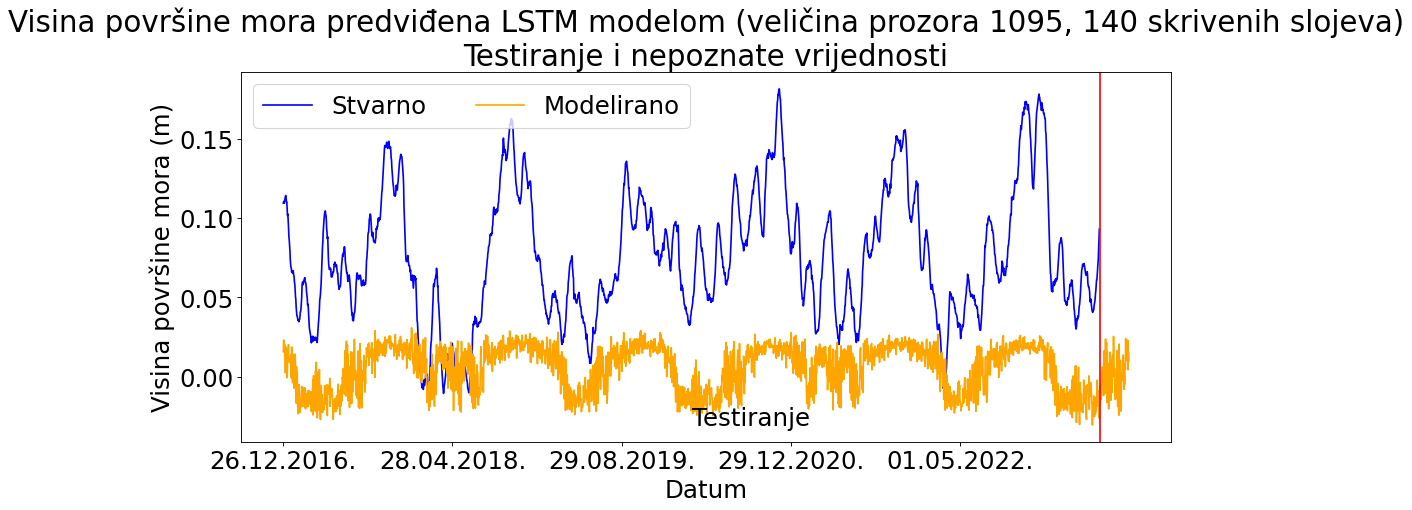 Visina površine mora predviđena LSTM modelom (veličina prozora 1095, 140 skrivenih slojeva)
Testiranje i nepoznate vrijednosti
Stvarno Modelirano
Visina površine mora (m)
0.15
0.10
0.05
0.00
Testiranje
26.12.2016. 28.04.2018. 29.08.2019. 29.12.2020. 01.05.2022.
Datum